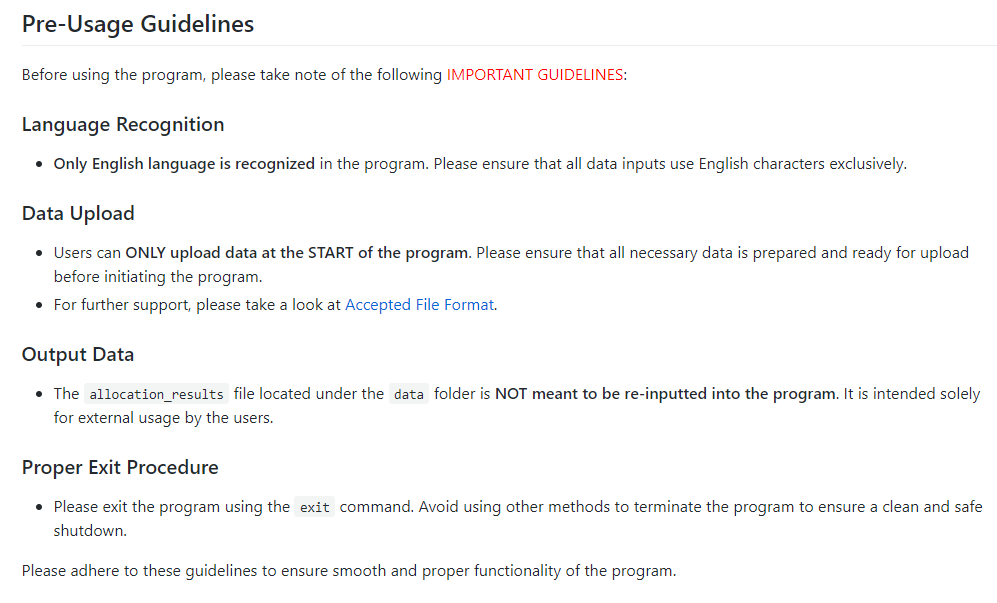 Pre-Usage Guidelines
Before using the program, please take note of the following IMPORTANT GUIDELINES:
Language Recognition
Only English language is recognized in the program. Please ensure that all data inputs use English characters exclusively.
Data Upload
Users can ONLY upload data at the START of the program. Please ensure that all necessary data is prepared and ready for upload
before initiating the program.
For further support, please take a look at Accepted File Format.
Output Data
The allocation_results file located under the data folder is NOT meant to be re-inputted into the program. It is intended solely
for external usage by the users.
Proper Exit Procedure
Please exit the program using the exit command. Avoid using other methods to terminate the program to ensure a clean and safe
shutdown.
Please adhere to these guidelines to ensure smooth and proper functionality of the program.